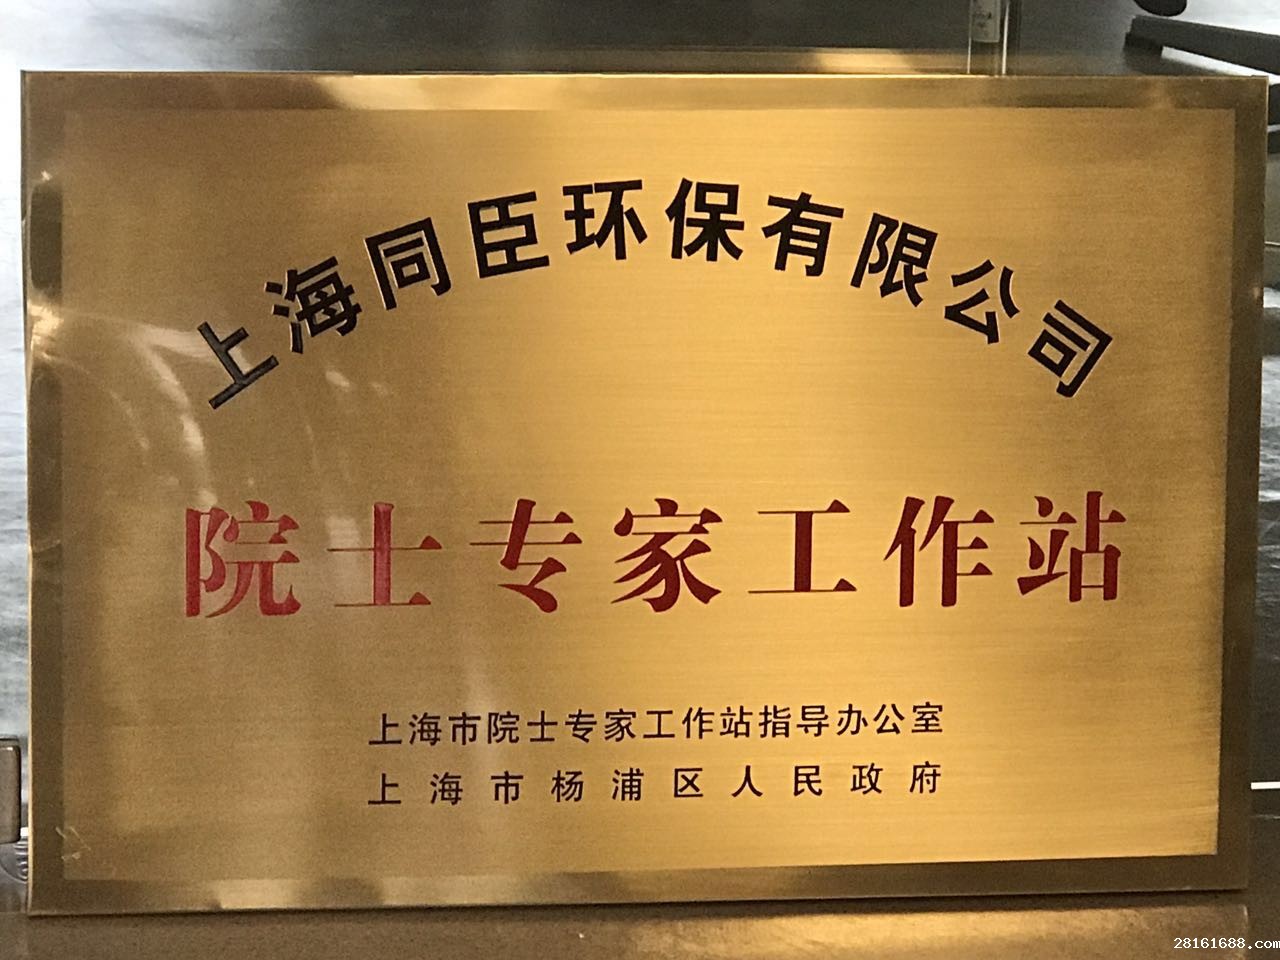 上海同臣环保有限公司
院士专家工作站
上海市院士专家工作站指导办公室
上海市杨浦区人民政府
28161688.com